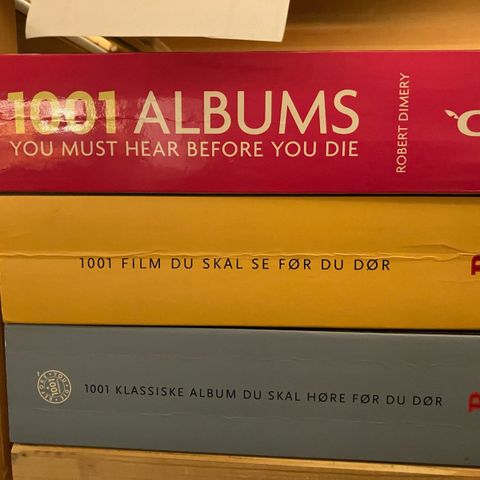 1001 ALBUMS
YOU MUST HEAR BEFORE YOU DIE
ROBERT DIMERY
1001 FILM DU SKAL SE FØR DU DØR
1001 KLASSISKE ALBUM DU SKAL HØRE FØR DU DØR